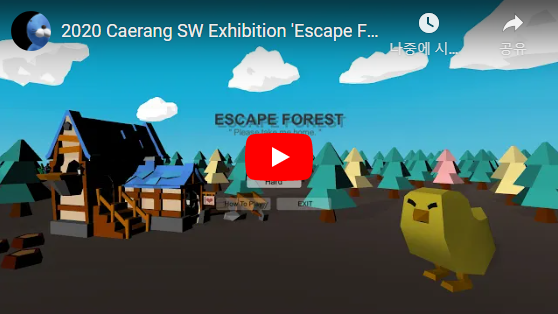 2020 Caerang SW Exhibition 'Escape F...
나중에 시...
공유
ESCAPE FOREST
" Please take me home. "
Hard
How To Play?
EXIT